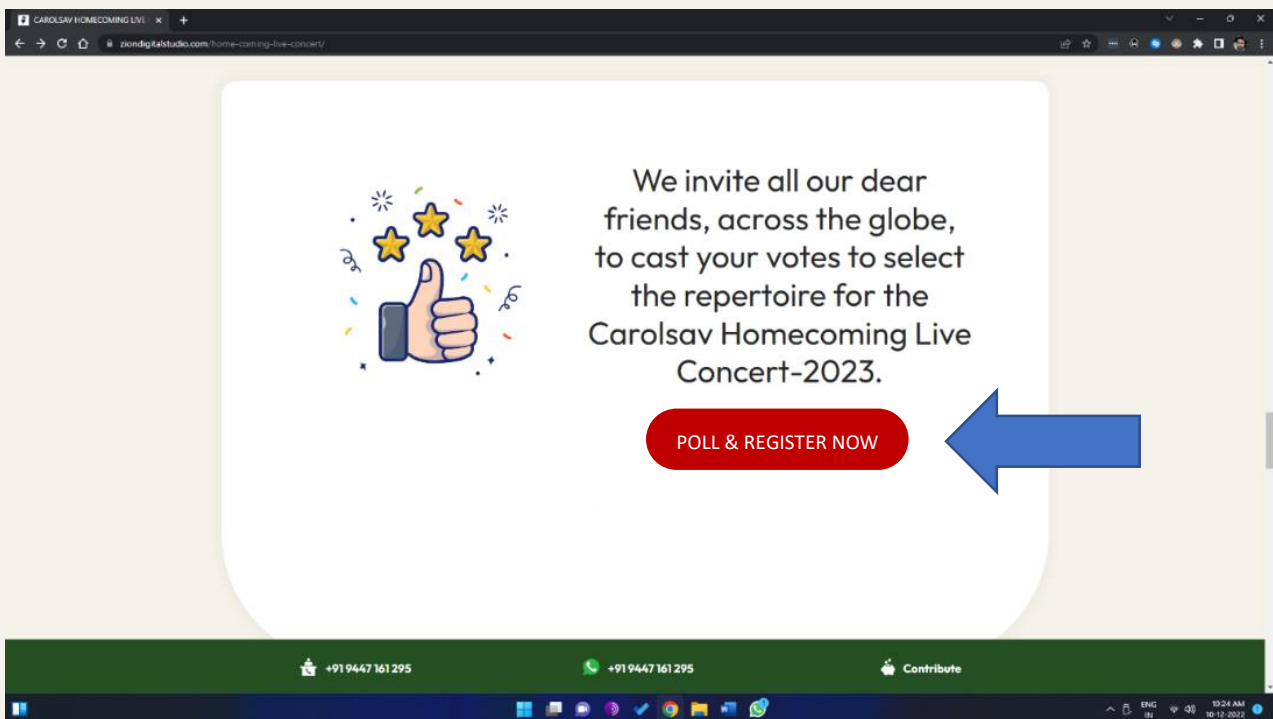 CAROLSAV HOMECOMING LIVE
ziondigitalstudio.com/home-coming-live-concert/
We invite all our dear
friends, across the globe,
to cast your votes to select
the repertoire for the
Carolsav Homecoming Live
Concert-2023.
POLL & REGISTER NOW
+91 9447 161 295
+91 9447 161 295
Contribute
ENG
IN
10:24 AM
10-12-2022